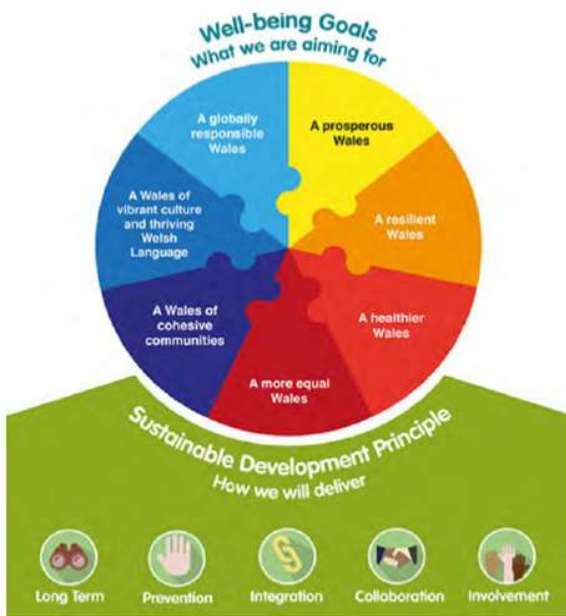 Well-being Goals
What we are aiming for
A globally
responsible
Wales
A prosperous
Wales
A Wales of
vibrant culture
and thriving
Welsh
Language
A resilient
Wales
A Wales of
cohesive
communities
A healthier
Wales
A more equal
Wales
Sustainable Development Principle
How we will deliver
Long Term
Prevention
Integration
Collaboration
Involvement